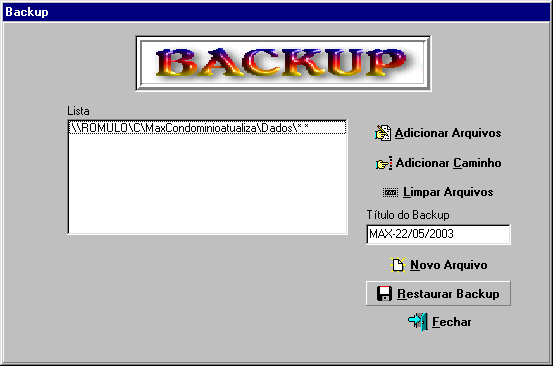 Backup
BACKUP
Lista
\\ROMULO\C\MaxCondominioatualiza\Dados\*.*
Adicionar Arquivos
Adicionar Caminho
Limpar Arquivos
Título do Backup
MAX-22/05/2003
Novo Arquivo
Restaurar Backup
Fechar